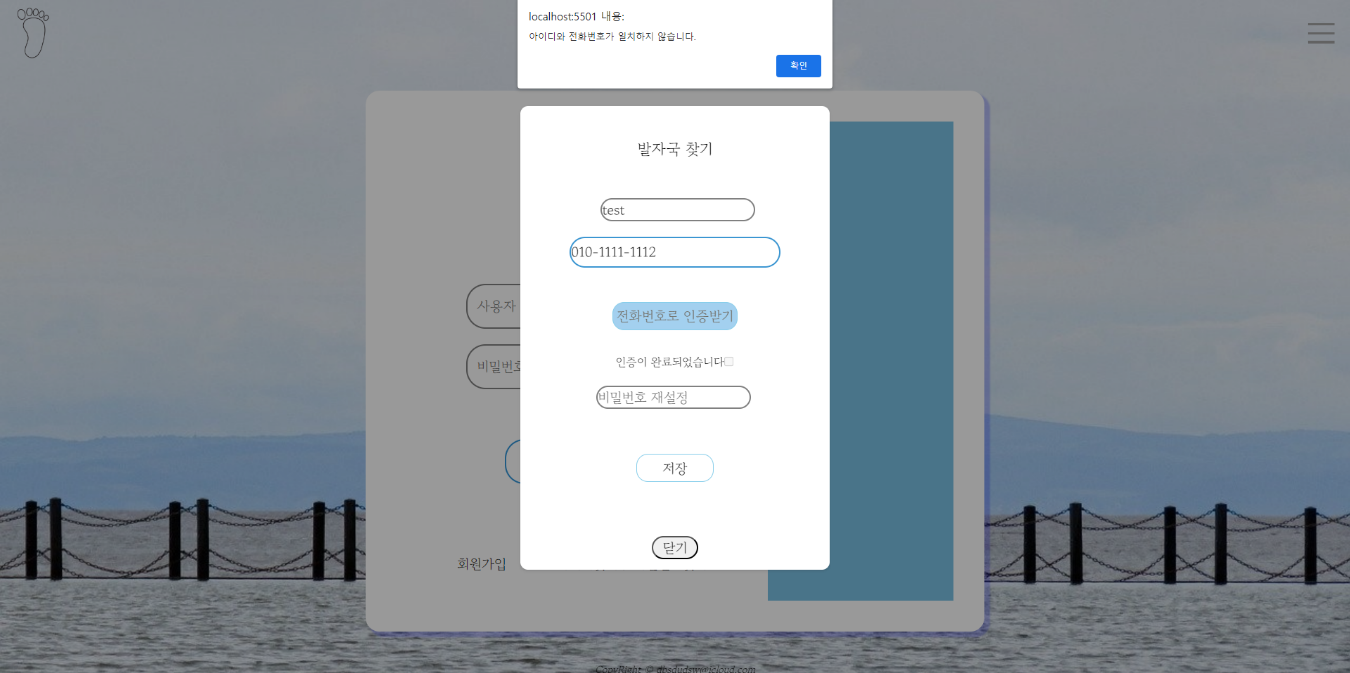 localhost:5501 내용:
아이디와 전화번호가 일치하지 않습니다.
확인
발자국 찾기
test
010-1111-1112
전화번호로 인증받기
사용자
인증이 완료되었습니다
비밀번호
비밀번호 재설정
저장
닫기
회원가입